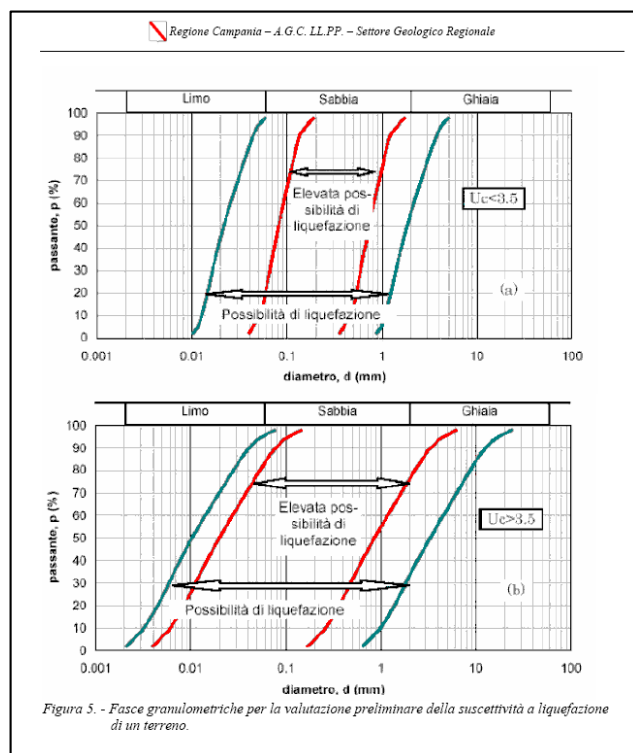 Regione Campania – A.G.C. LL.PP. – Settore Geologico Regionale
Limo Sabbia Ghiaia
100
90
80
70
60
50
40
30
20
10
0
passante, p (%)
Elevata pos-
sibilità di
liquefazione
Uc<3.5
(a)
Possibilità di liquefazione
0.001 0.01 0.1 1 10 100
diametro, d (mm)
Limo Sabbia Ghiaia
100
90
80
70
60
50
40
30
20
10
0
passante, p (%)
Elevata pos-
sibilità di
liquefazione
Uc>3.5
(b)
Possibilità di liquefazione
0.001 0.01 0.1 1 10 100
diametro, d (mm)
Figura 5. - Fasce granulometriche per la valutazione preliminare della suscettività a liquefazione
di un terreno.